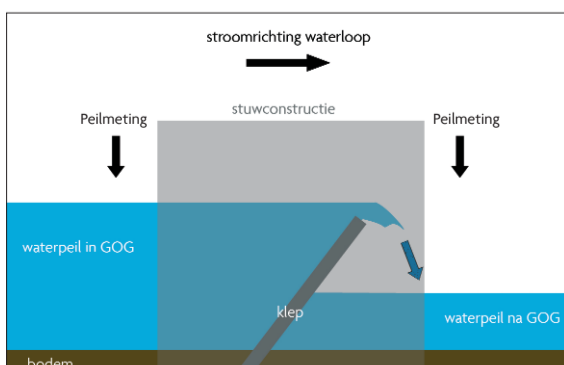 stroomrichting waterloop
Peilmeting
stuwconstructie
Peilmeting
waterpeil in GOG
klep
waterpeil na GOG
bodem